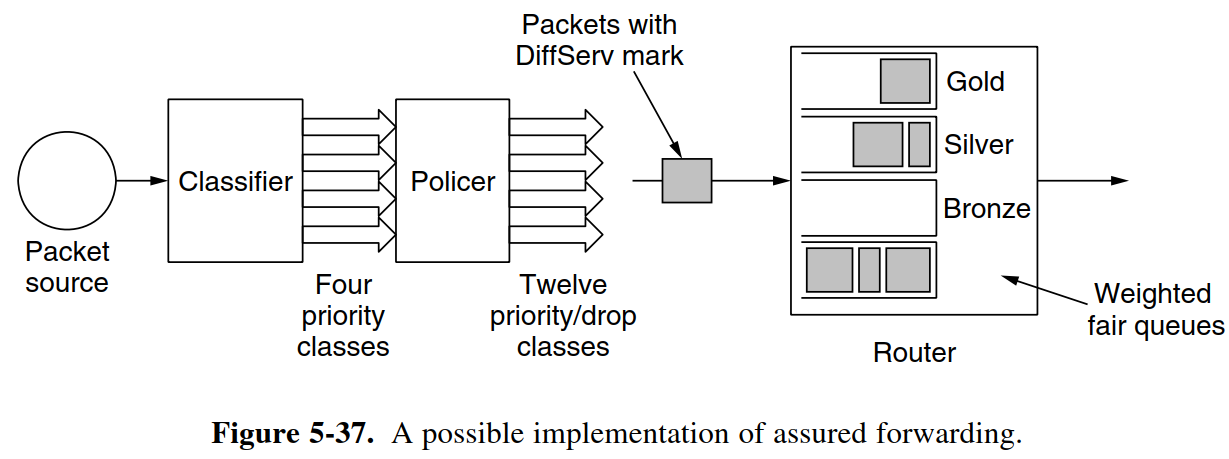 Packets with
DiffServ mark
Gold
Silver
Bronze
Classifier
Policer
Packet
source
Four
priority
classes
Twelve
priority/drop
classes
Weighted
fair queues
Router
Figure 5-37. A possible implementation of assured forwarding.